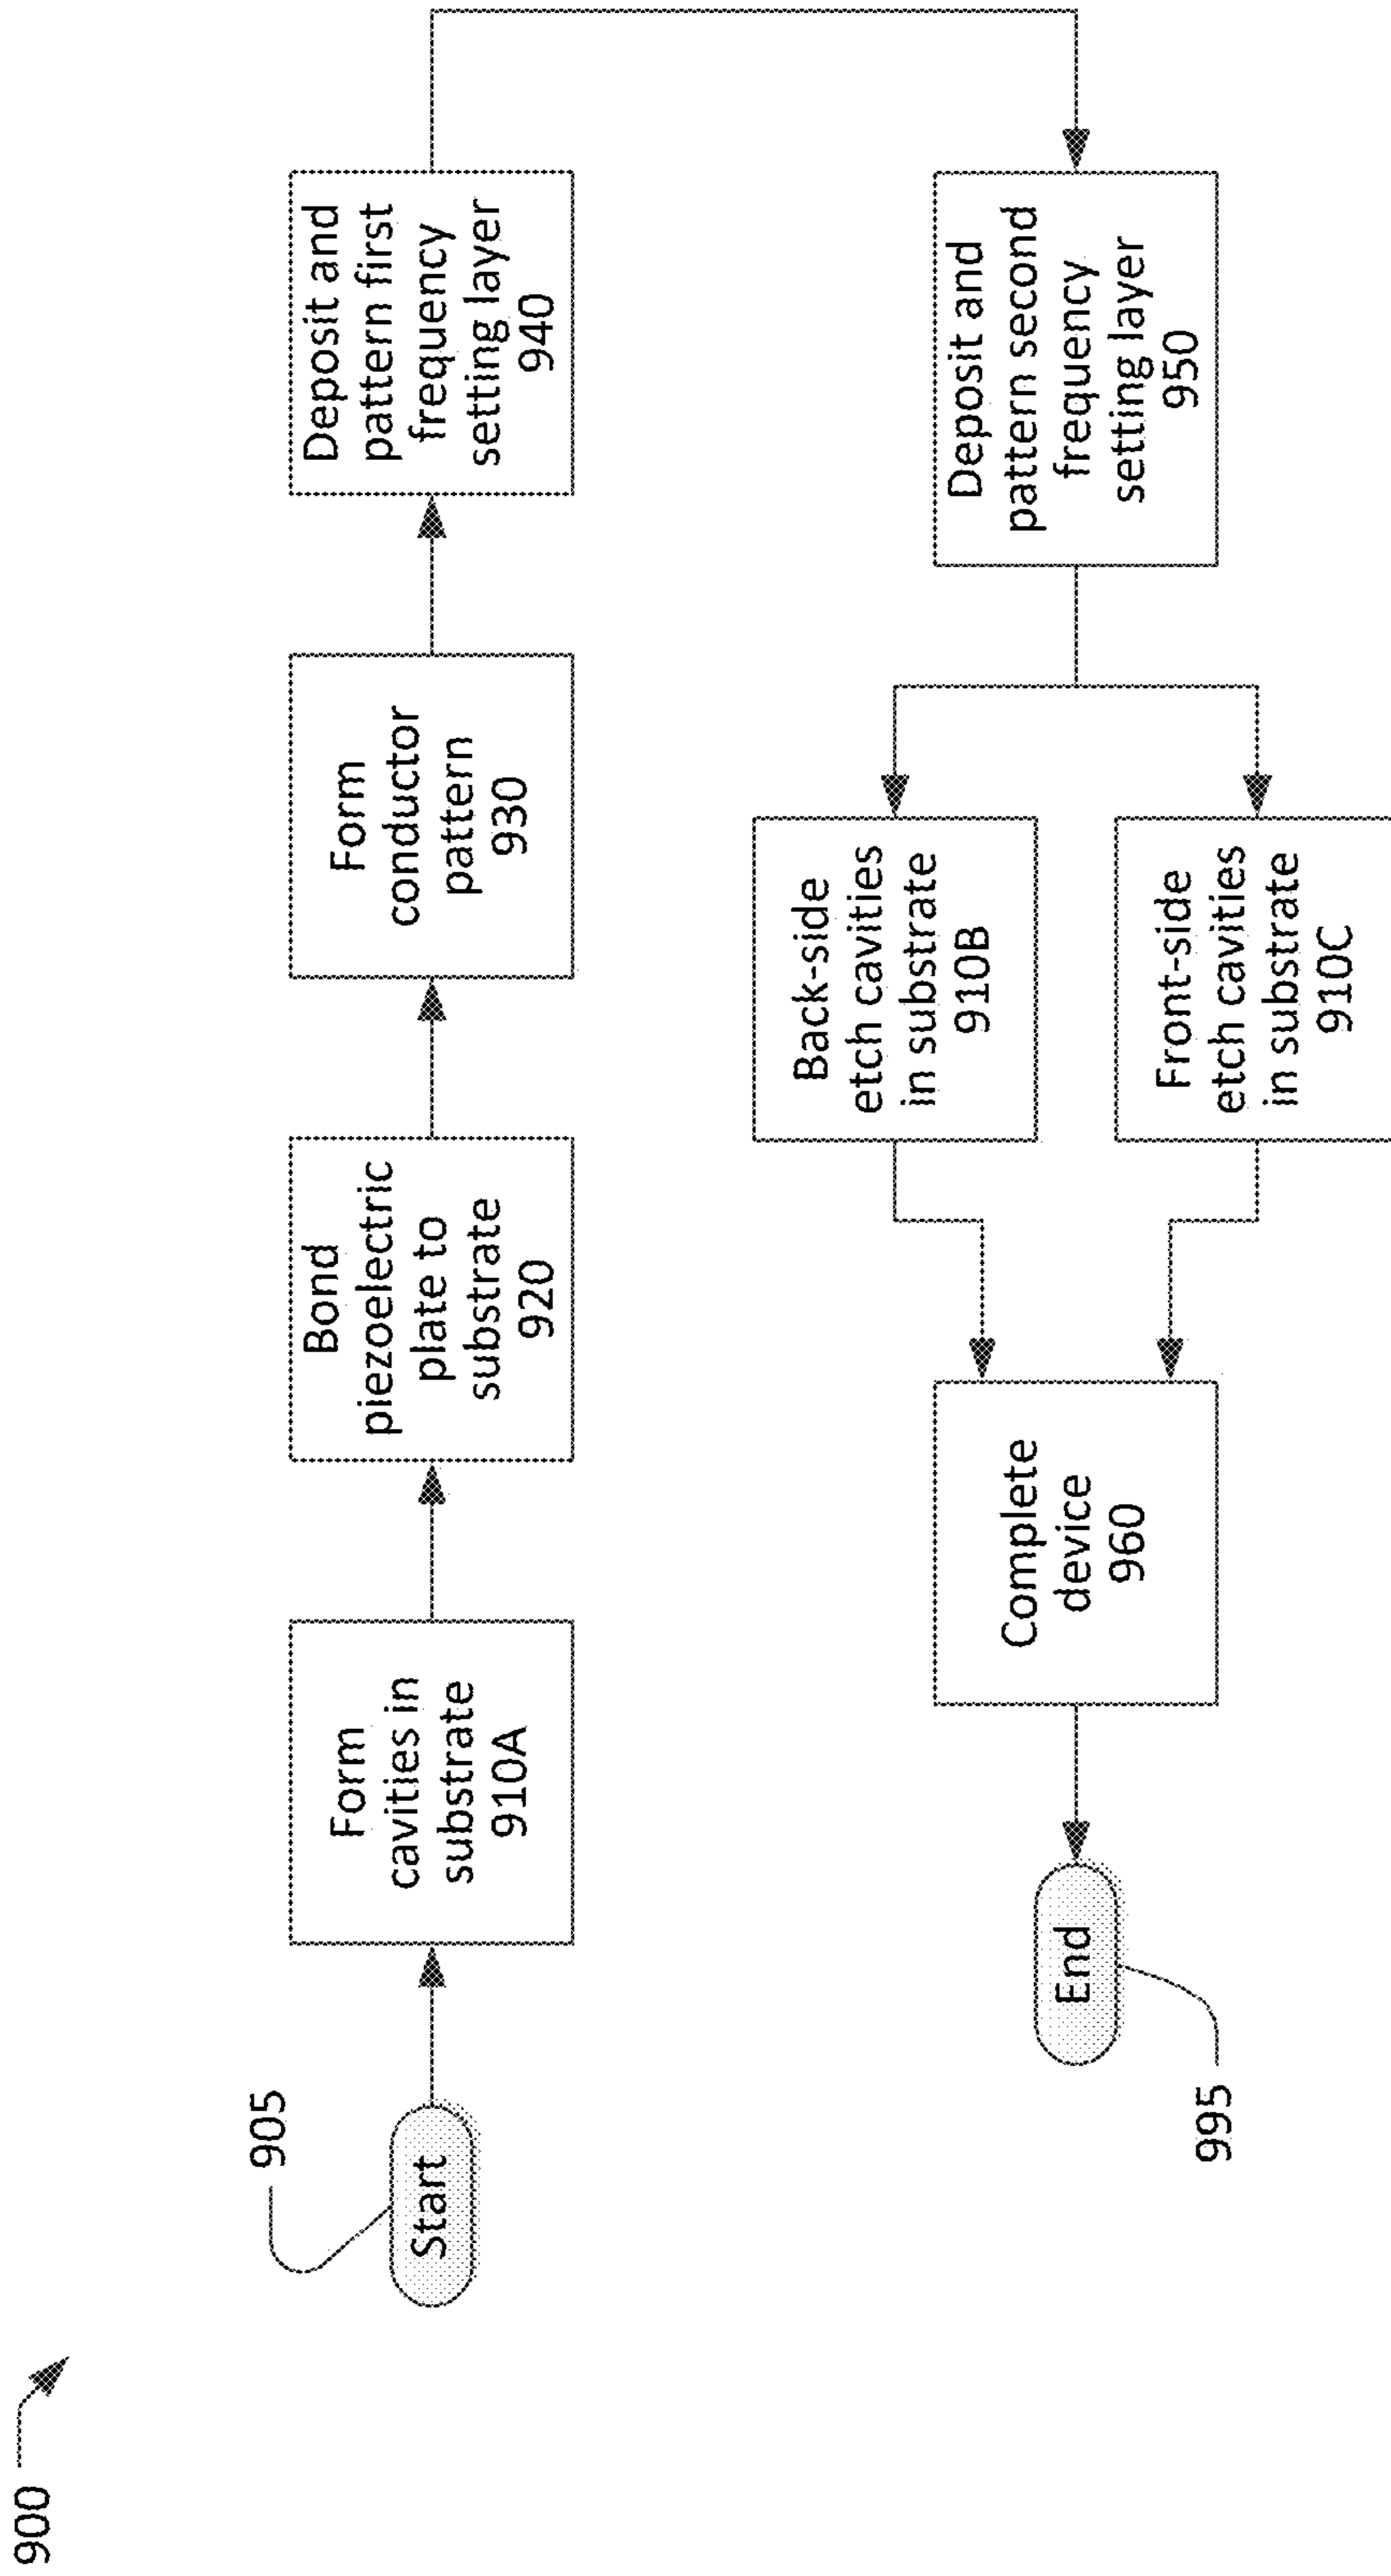 900
905
Start
Form
cavities in
substrate
910A
Bond
piezoelectric
plate to
substrate
920
Form
conductor
pattern
930
Deposit and
pattern first
frequency
setting layer
940
Deposit and
pattern second
frequency
setting layer
950
Back-side
etch cavities
in substrate
910B
Front-side
etch cavities
in substrate
910C
Complete
device
960
End
995